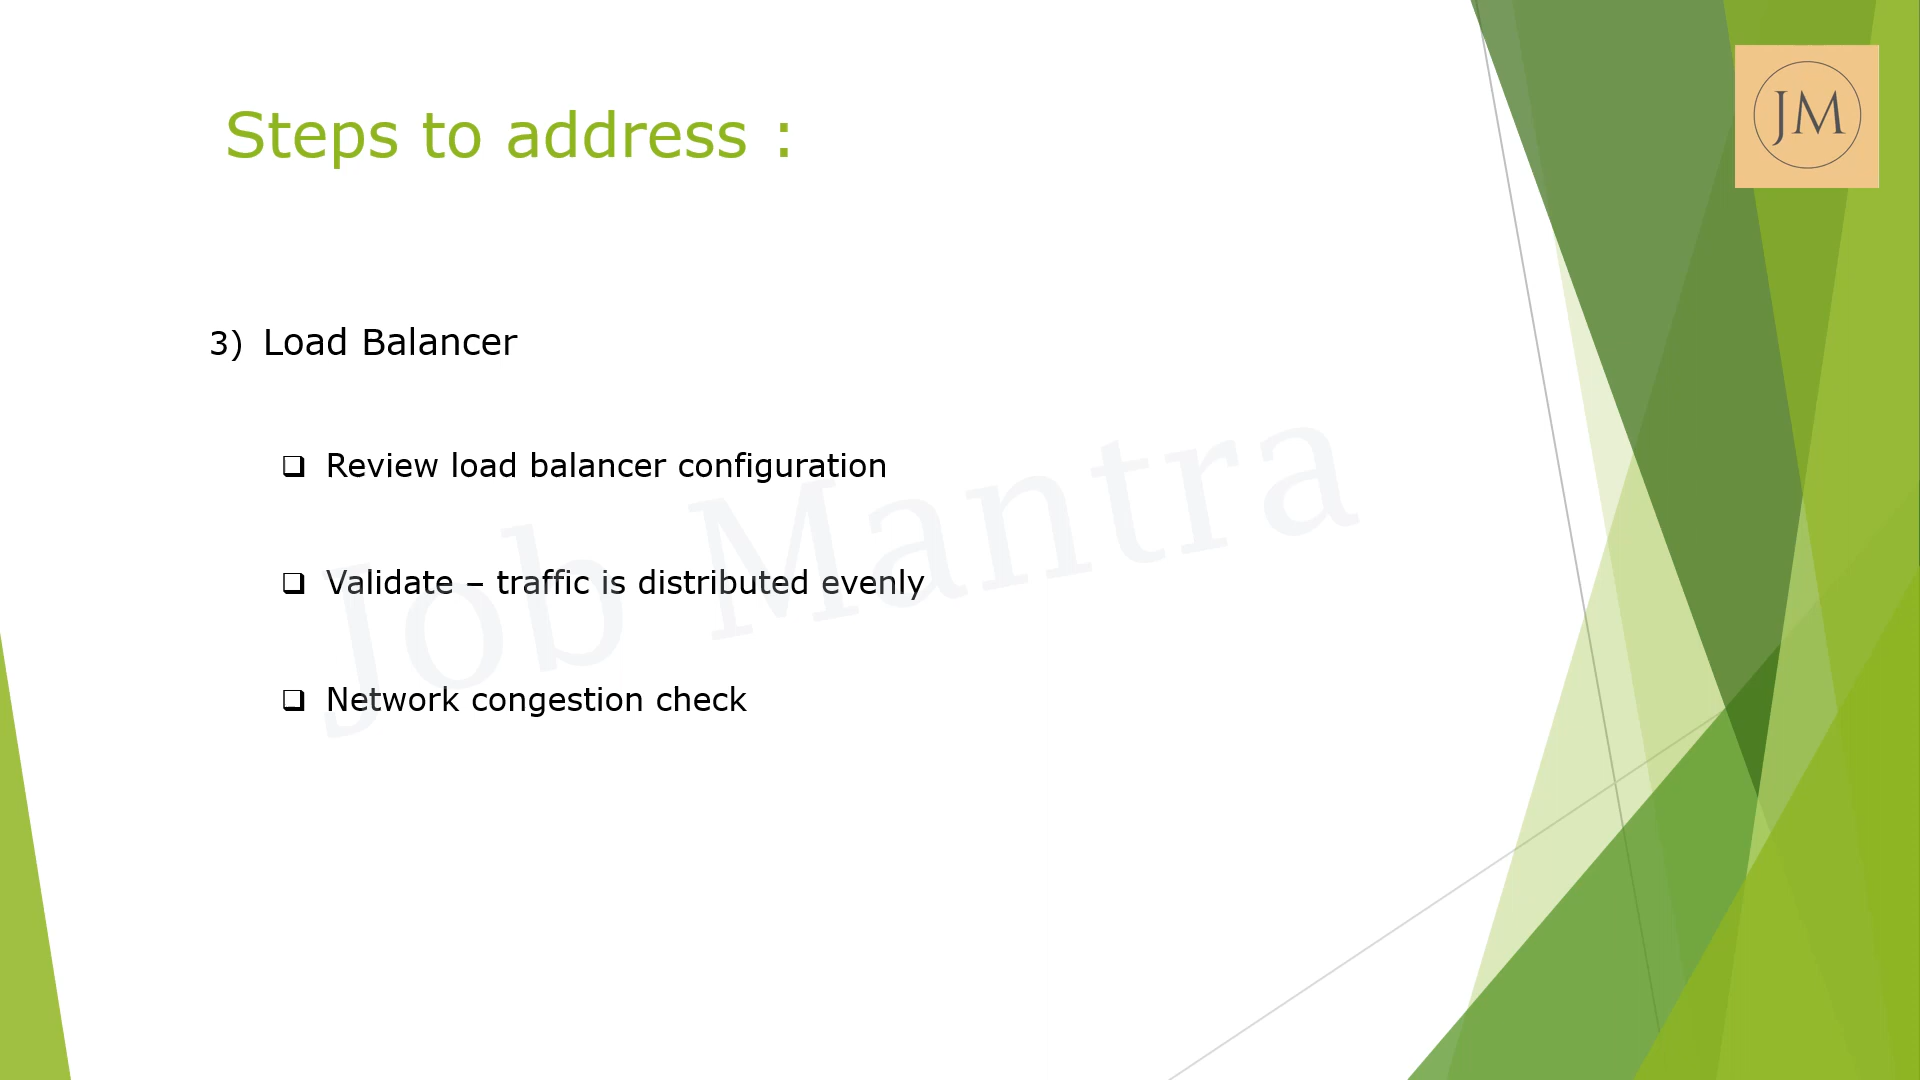 JM
Steps to address :
3) Load Balancer
❑ Review load balancer configuration
❑ Validate – traffic is distributed evenly
❑ Network congestion check
Job Mantra